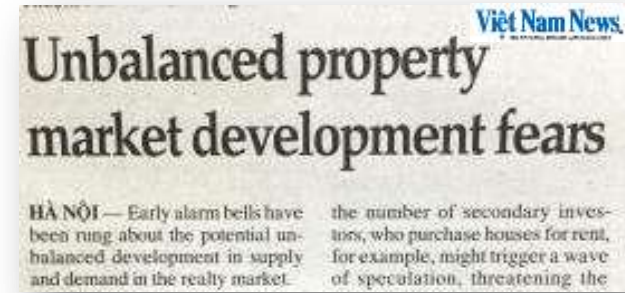 Việt Nam News
Unbalanced property
market development fears
HÀ NỘI — Early alarm bells have
been rung about the potential un-
balanced development in supply
and demand in the realty market.
the number of secondary inves-
tors, who purchase houses for rent,
for example, might trigger a wave
of speculation, threatening the